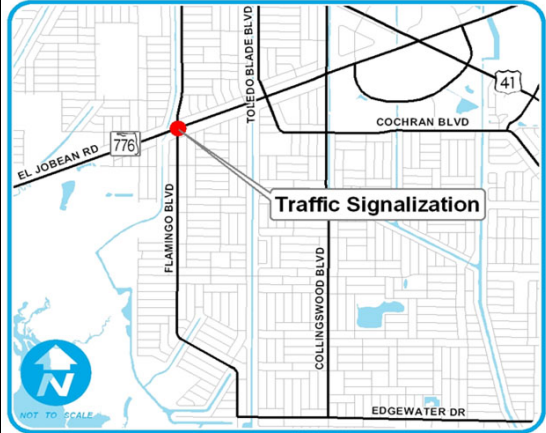 TOLEDO BLADE BLVD
41
COCHRAN BLVD
776
EL JOBEAN RD
Traffic Signalization
FLAMINGO BLVD
COLLINGSWOOD BLVD
N
NOT TO SCALE
EDGEWATER DR